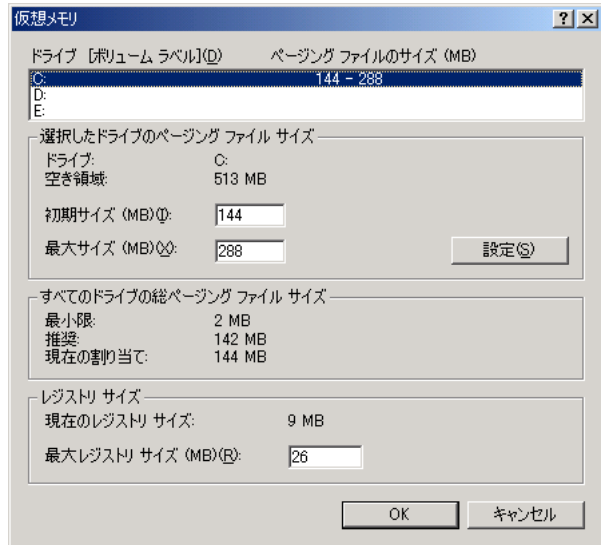 仮想メモリ
ドライブ [ボリューム ラベル](D) ページング ファイルのサイズ (MB)
C: 144 - 288
D:
E:
選択したドライブのページング ファイル サイズ
ドライブ: C:
空き領域: 513 MB
初期サイズ (MB)(I): 144
最大サイズ (MB)(X): 288
設定(S)
すべてのドライブの総ページング ファイル サイズ
最小限: 2 MB
推奨: 142 MB
現在の割り当て: 144 MB
レジストリ サイズ
現在のレジストリ サイズ: 9 MB
最大レジストリ サイズ (MB)(R): 26
OK キャンセル